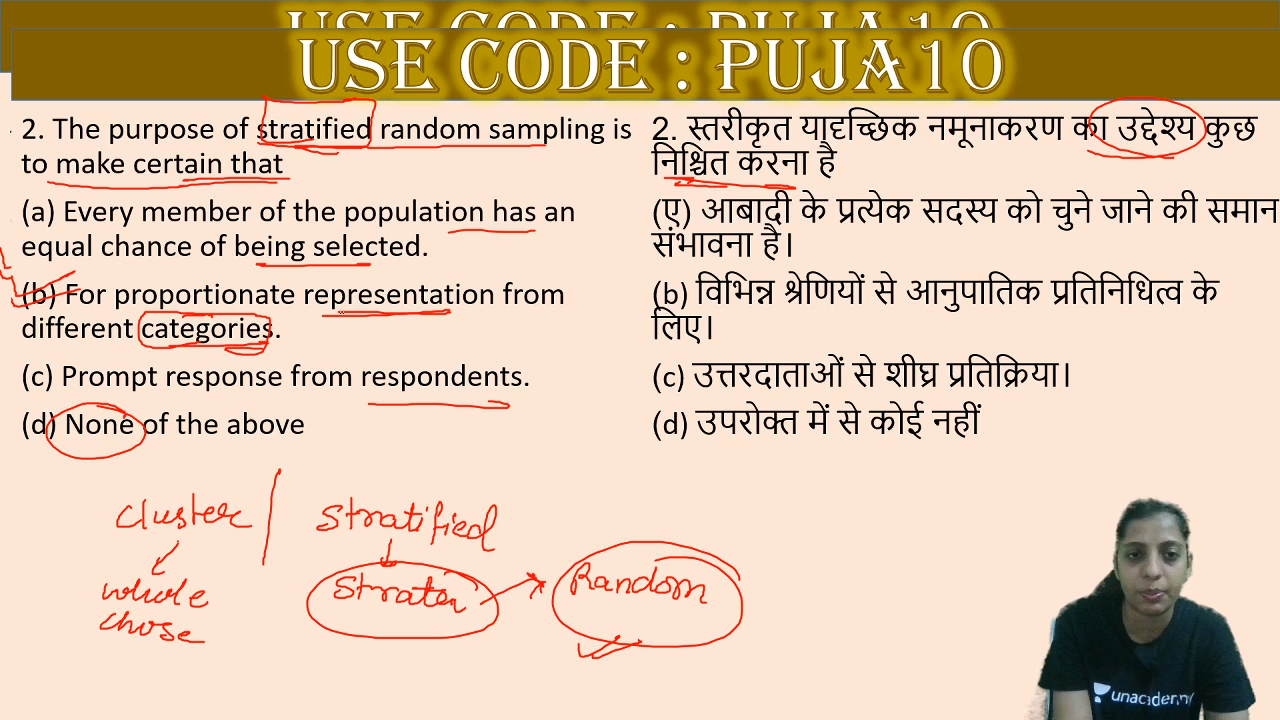 USE CODE : PUJA10
USE CODE : PUJA10
2. The purpose of stratified random sampling is
to make certain that
(a) Every member of the population has an
equal chance of being selected.
(b) For proportionate representation from
different categories.
(c) Prompt response from respondents.
(d) None of the above
2. स्तरीकृत यादृच्छिक नमूनाकरण का उद्देश्य कुछ
निश्चित करना है
(ए) आबादी के प्रत्येक सदस्य को चुने जाने की समान
संभावना है।
(b) विभिन्न श्रेणियों से आनुपातिक प्रतिनिधित्व के
लिए।
(c) उत्तरदाताओं से शीघ्र प्रतिक्रिया।
(d) उपरोक्त में से कोई नहीं
cluster
stratified
whole
chose
Random
unacademy